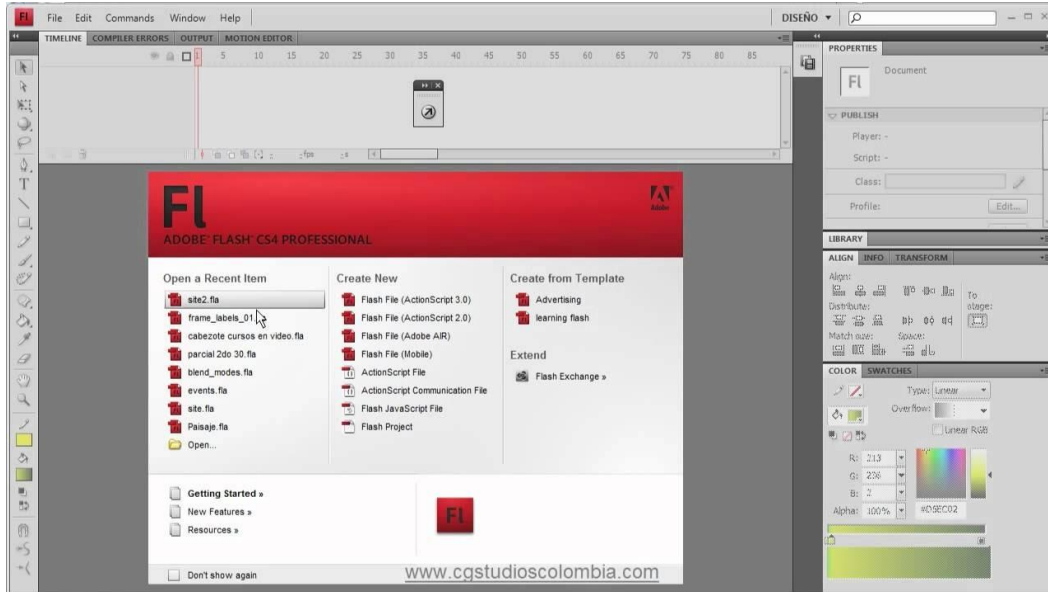 Fl File Edit Commands Window Help DISEÑO
TIMELINE COMPILER ERRORS OUTPUT MOTION EDITOR
1 5 10 15 20 25 30 35 40 45 50 55 60 65 70 75 80 85
fps s
Fl
Adobe
ADOBE® FLASH® CS4 PROFESSIONAL
Open a Recent Item
site2.fla
frame_labels_01
cabezote cursos en video.fla
parcial 2do 30.fla
blend_modes.fla
events.fla
site.fla
Paisaje.fla
Open...
Create New
Flash File (ActionScript 3.0)
Flash File (ActionScript 2.0)
Flash File (Adobe AIR)
Flash File (Mobile)
ActionScript File
ActionScript Communication File
Flash JavaScript File
Flash Project
Create from Template
Advertising
learning flash
Extend
Flash Exchange »
Getting Started »
New Features »
Resources »
Fl
Don't show again
www.cgstudioscolombia.com
PROPERTIES
Fl Document
PUBLISH
Player: -
Script: -
Class:
Profile: Edit...
LIBRARY
ALIGN INFO TRANSFORM
Align:
To stage:
Distribute:
Match size: Space:
COLOR SWATCHES
Type: Linear
Overflow:
Linear RGB
R: 213
G: 236
B: 2
Alpha: 100% #D5EC02